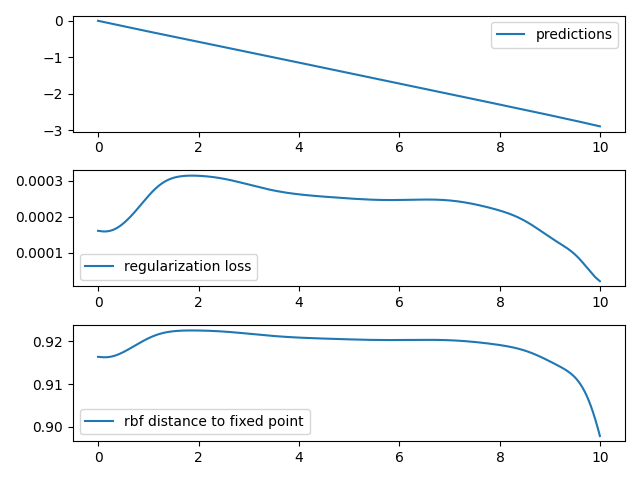 0
−1
−2
−3
predictions
0 2 4 6 8 10
0.0003
0.0002
0.0001
regularization loss
0 2 4 6 8 10
0.92
0.91
0.90
rbf distance to fixed point
0 2 4 6 8 10